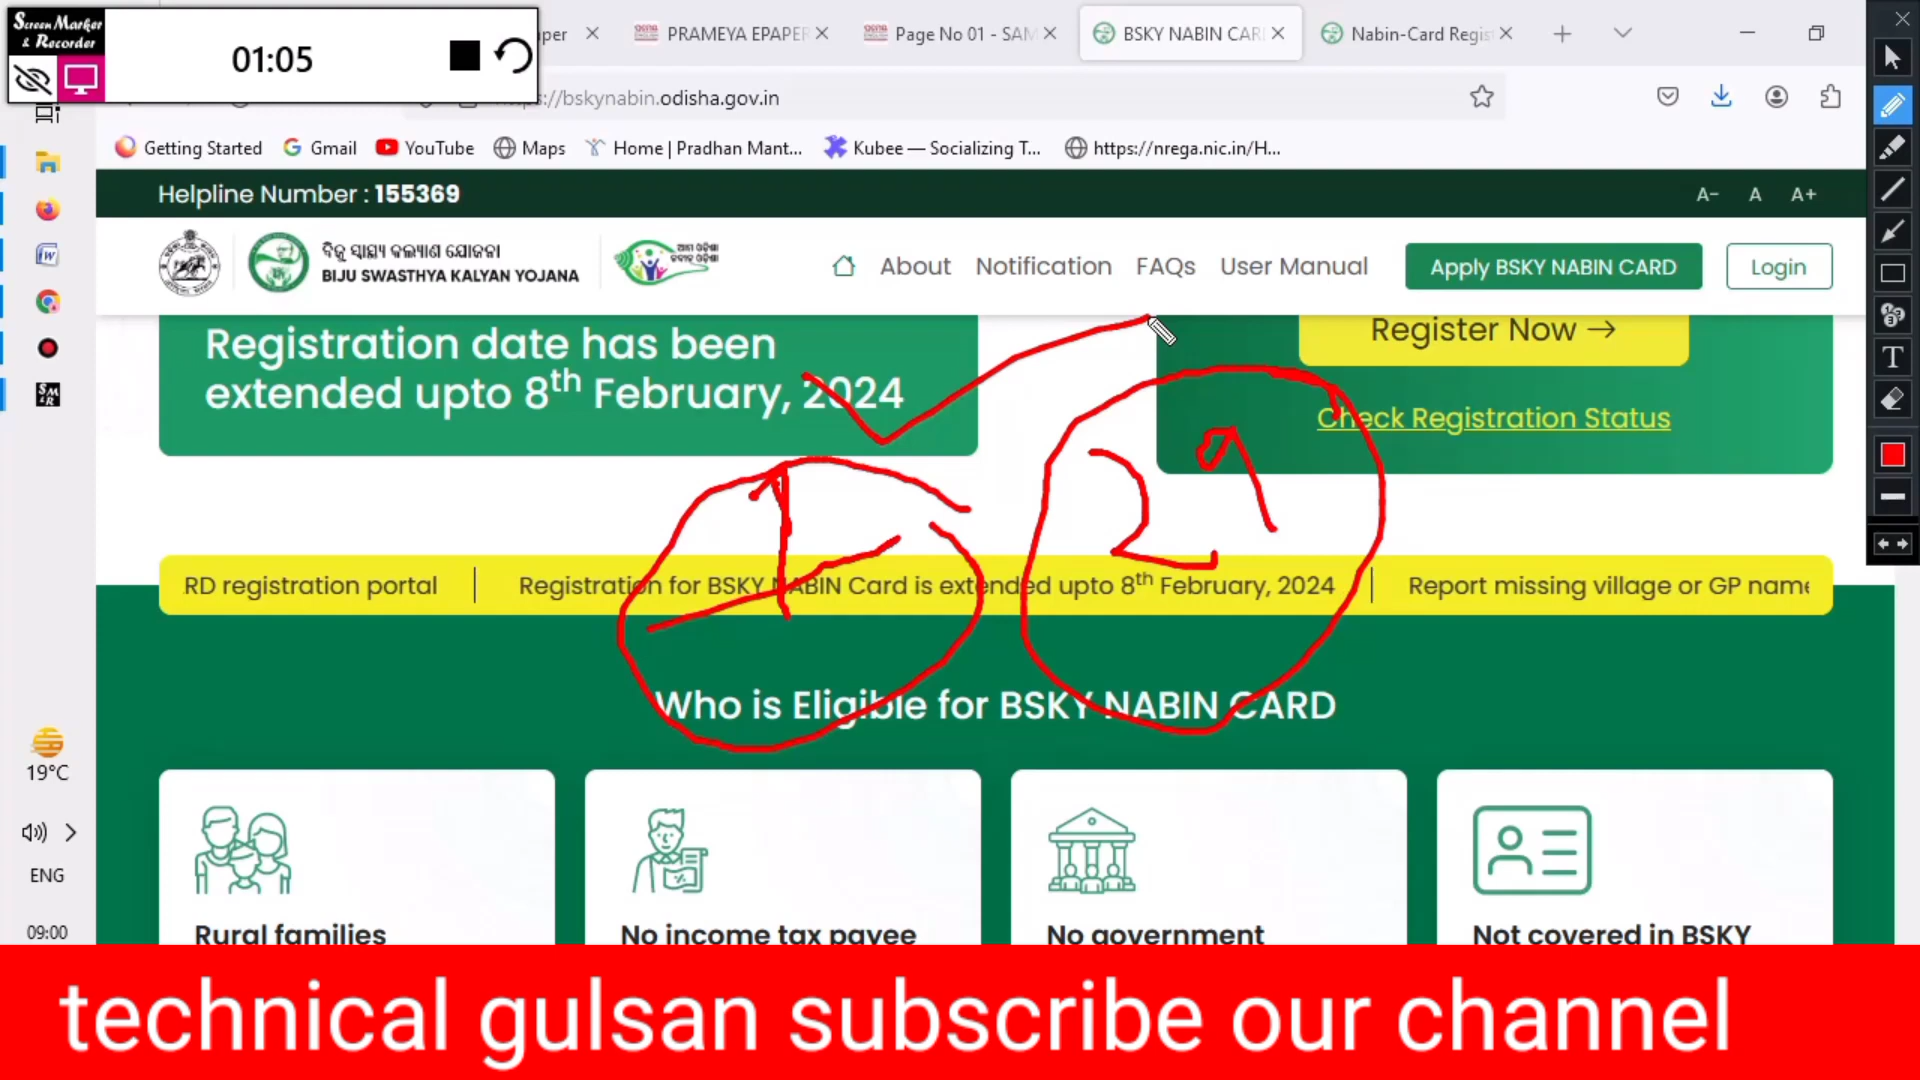 Screen Marker
& Recorder
01:05
per
PRAMEYA EPAPER
Page No 01 - SAM
BSKY NABIN CAR
Nabin-Card Regis
//bskynabin.odisha.gov.in
Getting Started
Gmail
YouTube
Maps
Home | Pradhan Mant...
Kubee — Socializing T...
https://nrega.nic.in/H...
Helpline Number : 155369
A-
A
A+
ବିଜୁ ସ୍ୱାସ୍ଥ୍ୟ କଲ୍ୟାଣ ଯୋଜନା
BIJU SWASTHYA KALYAN YOJANA
ଆମ ଓଡ଼ିଶା
ନବୀନ ଓଡ଼ିଶା
About
Notification
FAQs
User Manual
Apply BSKY NABIN CARD
Login
Registration date has been
extended upto 8th February, 2024
Register Now →
Check Registration Status
RD registration portal
Registration for BSKY NABIN Card is extended upto 8th February, 2024
Report missing village or GP name
Who is Eligible for BSKY NABIN CARD
Rural families
No income tax payee
No government
Not covered in BSKY
19°C
ENG
09:00
technical gulsan subscribe our channel